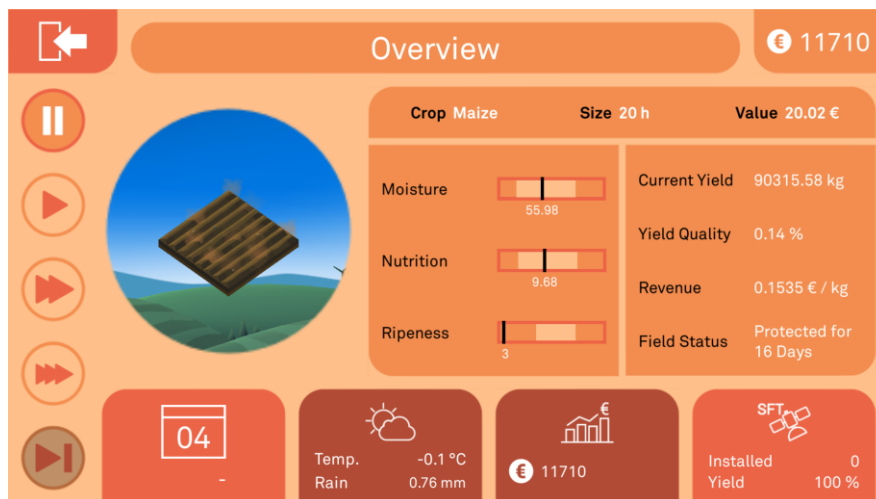 Overview
€ 11710
Crop Maize Size 20 h Value 20.02 €
Moisture
55.98
Nutrition
9.68
Ripeness
3
Current Yield 90315.58 kg
Yield Quality 0.14 %
Revenue 0.1535 € / kg
Field Status Protected for
16 Days
04
-
Temp. -0.1 °C
Rain 0.76 mm
€
€ 11710
SFT
Installed 0
Yield 100 %